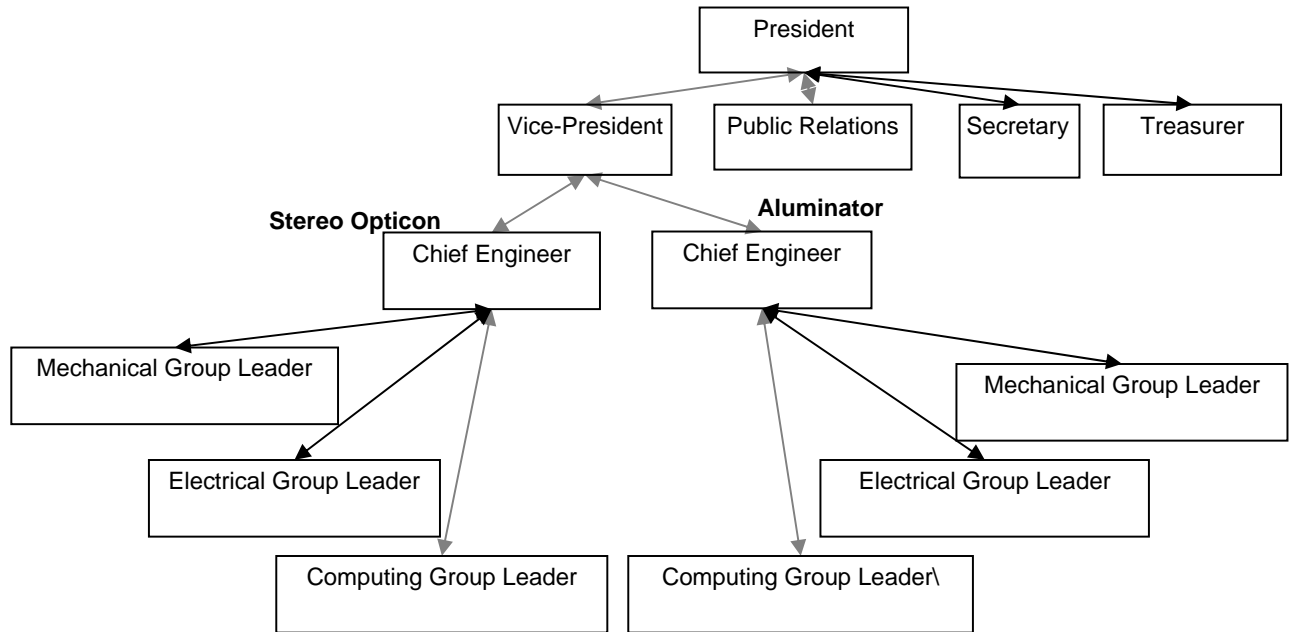 President
Vice-President
Public Relations
Secretary
Treasurer
Stereo Opticon
Aluminator
Chief Engineer
Chief Engineer
Mechanical Group Leader
Mechanical Group Leader
Electrical Group Leader
Electrical Group Leader
Computing Group Leader
Computing Group Leader\